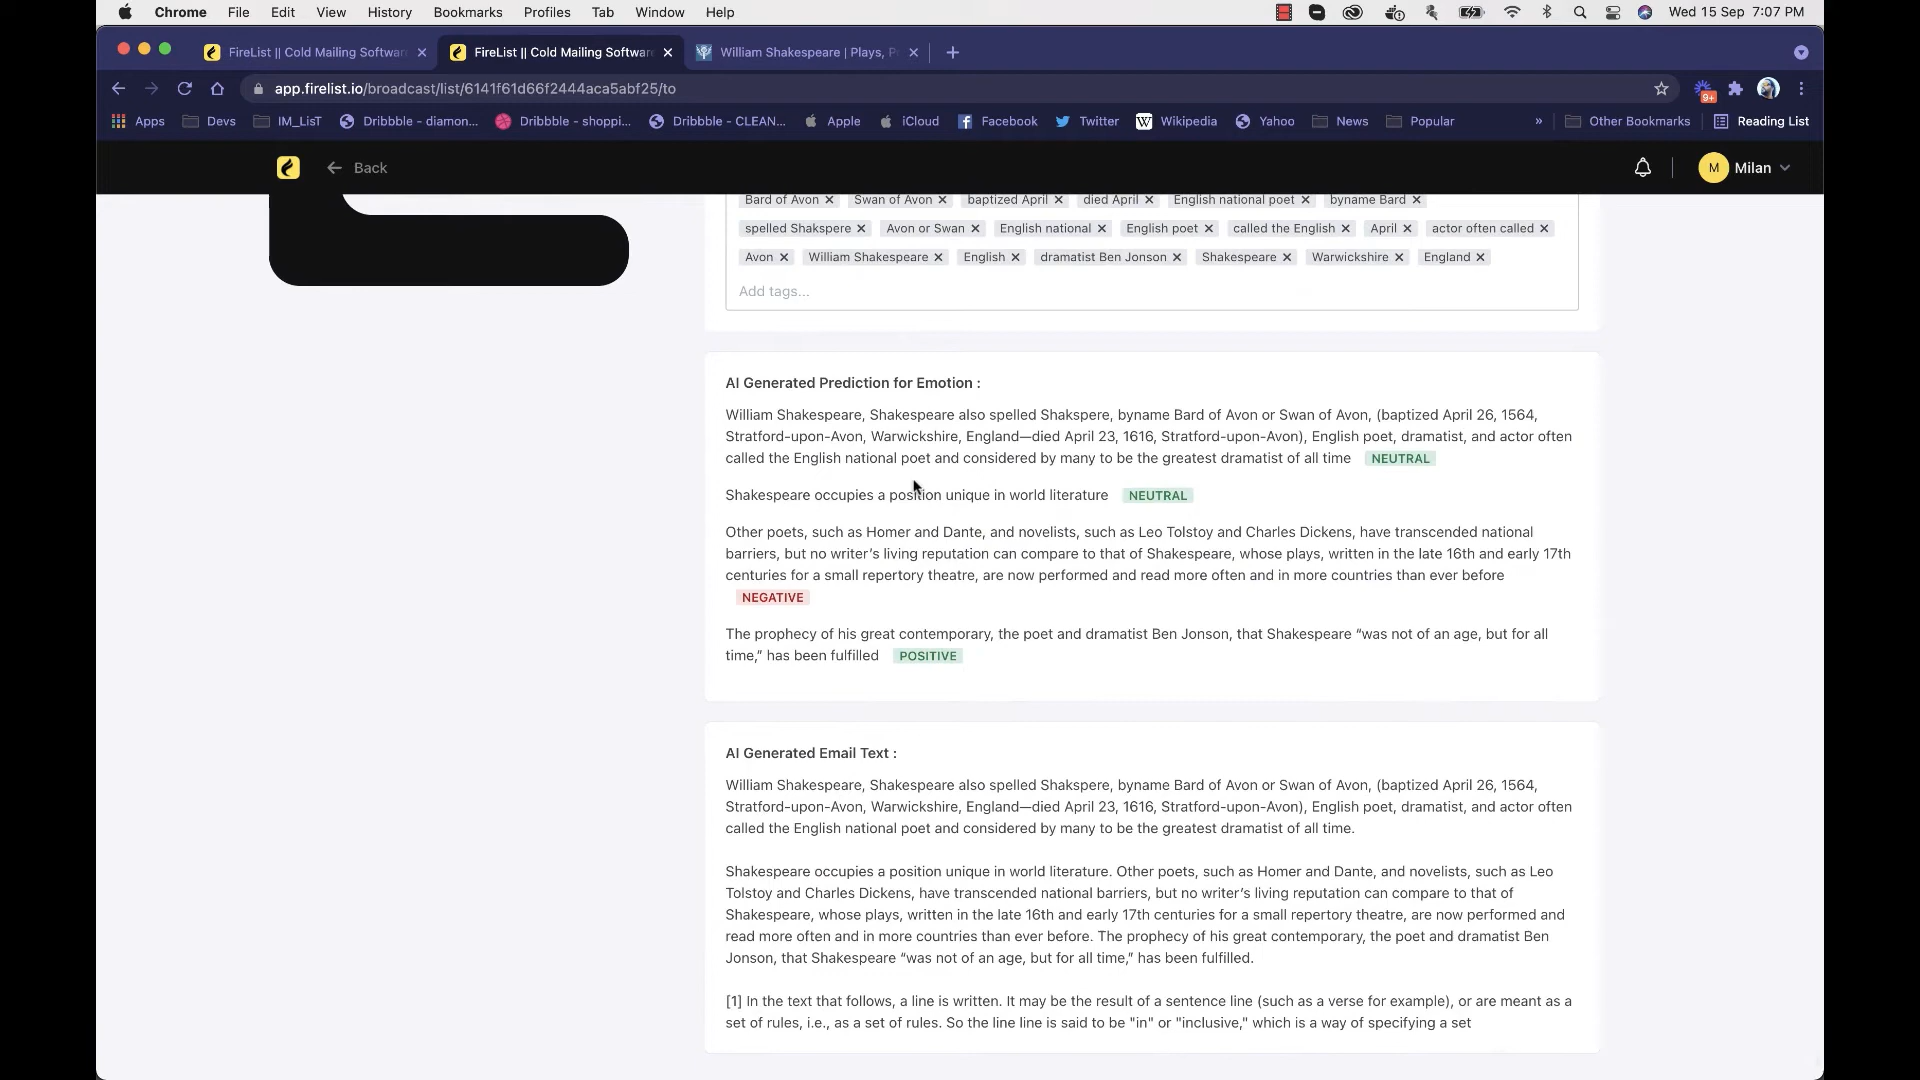 Chrome File Edit View History Bookmarks Profiles Tab Window Help Wed 15 Sep 7:07 PM
FireList || Cold Mailing Softwar FireList || Cold Mailing Softwar William Shakespeare | Plays, P
app.firelist.io/broadcast/list/6141f61d66f2444aca5abf25/to
9+
Apps Devs IM_LisT Dribbble - diamon... Dribbble - shoppi... Dribbble - CLEAN... Apple iCloud Facebook Twitter W Wikipedia Yahoo News Popular » Other Bookmarks Reading List
← Back M Milan
Bard of Avon × Swan of Avon × baptized April × died April × English national poet × byname Bard ×
spelled Shakspere × Avon or Swan × English national × English poet × called the English × April × actor often called ×
Avon × William Shakespeare × English × dramatist Ben Jonson × Shakespeare × Warwickshire × England ×
Add tags...
AI Generated Prediction for Emotion :
William Shakespeare, Shakespeare also spelled Shakspere, byname Bard of Avon or Swan of Avon, (baptized April 26, 1564,
Stratford-upon-Avon, Warwickshire, England—died April 23, 1616, Stratford-upon-Avon), English poet, dramatist, and actor often
called the English national poet and considered by many to be the greatest dramatist of all time NEUTRAL
Shakespeare occupies a position unique in world literature NEUTRAL
Other poets, such as Homer and Dante, and novelists, such as Leo Tolstoy and Charles Dickens, have transcended national
barriers, but no writer’s living reputation can compare to that of Shakespeare, whose plays, written in the late 16th and early 17th
centuries for a small repertory theatre, are now performed and read more often and in more countries than ever before
NEGATIVE
The prophecy of his great contemporary, the poet and dramatist Ben Jonson, that Shakespeare “was not of an age, but for all
time,” has been fulfilled POSITIVE
AI Generated Email Text :
William Shakespeare, Shakespeare also spelled Shakspere, byname Bard of Avon or Swan of Avon, (baptized April 26, 1564,
Stratford-upon-Avon, Warwickshire, England—died April 23, 1616, Stratford-upon-Avon), English poet, dramatist, and actor often
called the English national poet and considered by many to be the greatest dramatist of all time.
Shakespeare occupies a position unique in world literature. Other poets, such as Homer and Dante, and novelists, such as Leo
Tolstoy and Charles Dickens, have transcended national barriers, but no writer’s living reputation can compare to that of
Shakespeare, whose plays, written in the late 16th and early 17th centuries for a small repertory theatre, are now performed and
read more often and in more countries than ever before. The prophecy of his great contemporary, the poet and dramatist Ben
Jonson, that Shakespeare “was not of an age, but for all time,” has been fulfilled.
[1] In the text that follows, a line is written. It may be the result of a sentence line (such as a verse for example), or are meant as a
set of rules, i.e., as a set of rules. So the line line is said to be "in" or "inclusive," which is a way of specifying a set